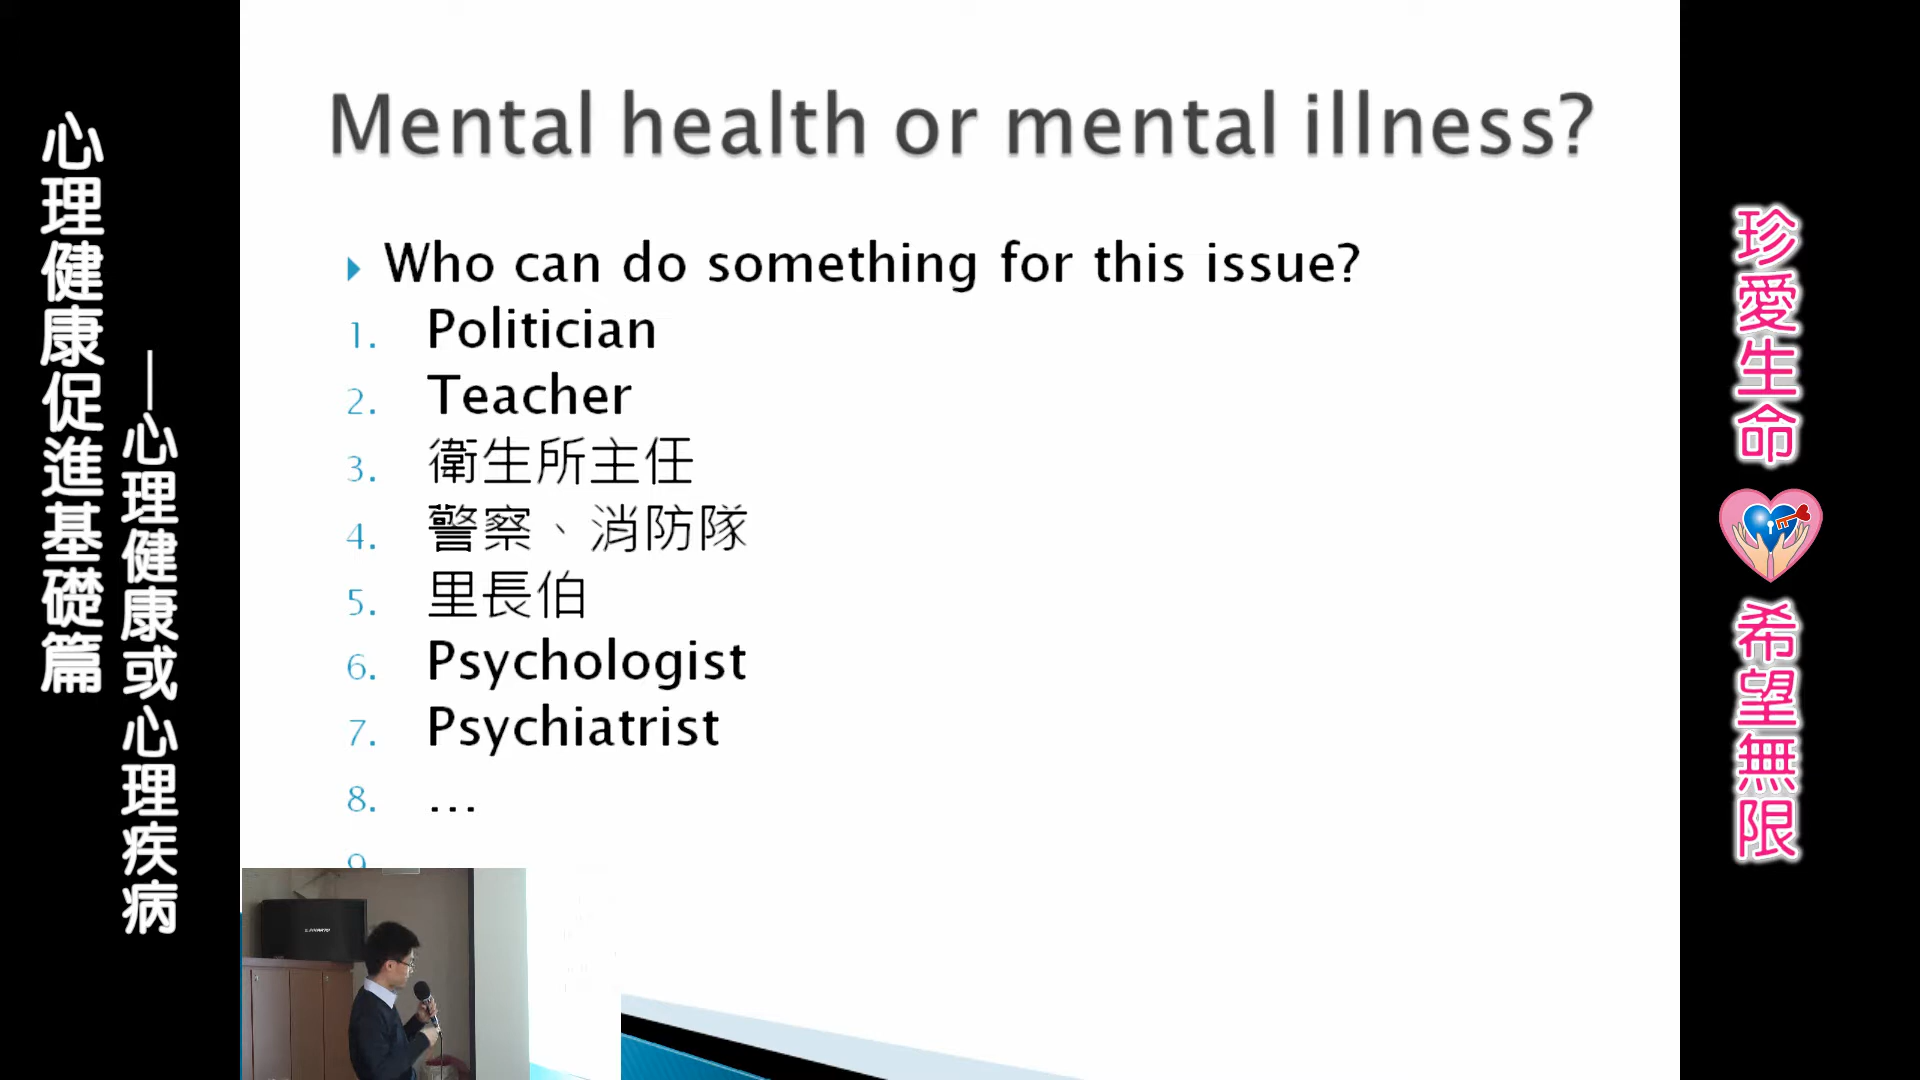 心理健康促進基礎篇
—心理健康或心理疾病
Mental health or mental illness?
Who can do something for this issue?
1. Politician
2. Teacher
3. 衛生所主任
4. 警察、消防隊
5. 里長伯
6. Psychologist
7. Psychiatrist
8. …
9.
珍愛生命
希望無限